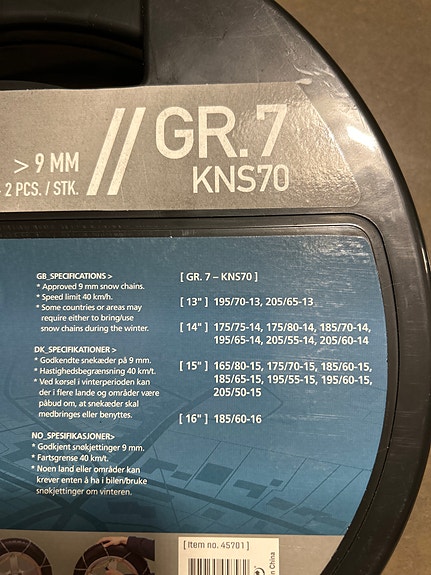 // GR.7
> 9 MM
KNS70
2 PCS. / STK.
GB_SPECIFICATIONS >
* Approved 9 mm snow chains.
* Speed limit 40 km/h.
* Some countries or areas may
require either to bring/use
snow chains during the winter.
DK_SPECIFIKATIONER >
* Godkendte snekæder på 9 mm.
* Hastighedsbegrænsning 40 km/t.
* Ved kørsel i vinterperioden kan
der i flere lande og områder være
påbud om, at snekæder skal
medbringes eller benyttes.
NO_SPESIFIKASJONER>
* Godkjent snøkjettinger 9 mm.
* Fartsgrense 40 km/t.
* Noen land eller områder kan
krever enten å ha i bilen/bruke
snøkjettinger om vinteren.
[ GR. 7 – KNS70 ]
[ 13" ] 195/70-13, 205/65-13
[ 14" ] 175/75-14, 175/80-14, 185/70-14,
195/65-14, 205/55-14, 205/60-14
[ 15" ] 165/80-15, 175/70-15, 185/60-15,
185/65-15, 195/55-15, 195/60-15,
205/50-15
[ 16" ] 185/60-16
[ Item no. 45701 ]
in China